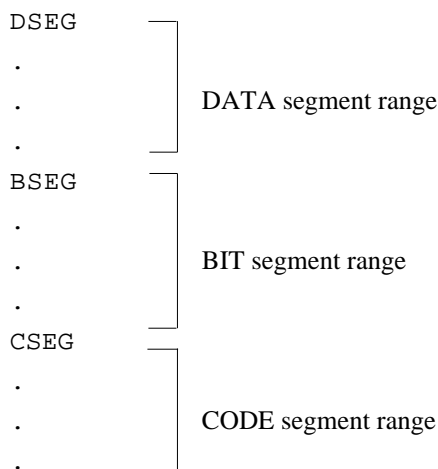 DSEG
.
.
DATA segment range
.
BSEG
.
.
BIT segment range
.
CSEG
.
.
CODE segment range
.